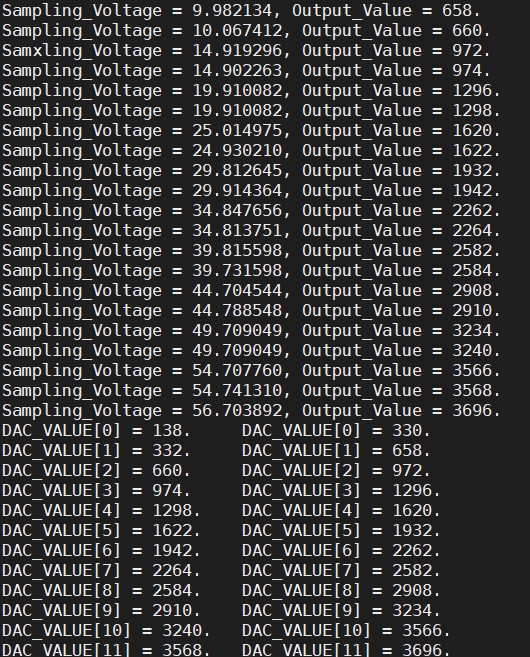 Sampling_Voltage = 9.982134, Output_Value = 658.
Sampling_Voltage = 10.067412, Output_Value = 660.
Samxling_Voltage = 14.919296, Output_Value = 972.
Sampling_Voltage = 14.902263, Output_Value = 974.
Sampling_Voltage = 19.910082, Output_Value = 1296.
Sampling_Voltage = 19.910082, Output_Value = 1298.
Sampling_Voltage = 25.014975, Output_Value = 1620.
Sampling_Voltage = 24.930210, Output_Value = 1622.
Sampling_Voltage = 29.812645, Output_Value = 1932.
Sampling_Voltage = 29.914364, Output_Value = 1942.
Sampling_Voltage = 34.847656, Output_Value = 2262.
Sampling_Voltage = 34.813751, Output_Value = 2264.
Sampling_Voltage = 39.815598, Output_Value = 2582.
Sampling_Voltage = 39.731598, Output_Value = 2584.
Sampling_Voltage = 44.704544, Output_Value = 2908.
Sampling_Voltage = 44.788548, Output_Value = 2910.
Sampling_Voltage = 49.709049, Output_Value = 3234.
Sampling_Voltage = 49.709049, Output_Value = 3240.
Sampling_Voltage = 54.707760, Output_Value = 3566.
Sampling_Voltage = 54.741310, Output_Value = 3568.
Sampling_Voltage = 56.703892, Output_Value = 3696.
DAC_VALUE[0] = 138.     DAC_VALUE[0] = 330.
DAC_VALUE[1] = 332.     DAC_VALUE[1] = 658.
DAC_VALUE[2] = 660.     DAC_VALUE[2] = 972.
DAC_VALUE[3] = 974.     DAC_VALUE[3] = 1296.
DAC_VALUE[4] = 1298.    DAC_VALUE[4] = 1620.
DAC_VALUE[5] = 1622.    DAC_VALUE[5] = 1932.
DAC_VALUE[6] = 1942.    DAC_VALUE[6] = 2262.
DAC_VALUE[7] = 2264.    DAC_VALUE[7] = 2582.
DAC_VALUE[8] = 2584.    DAC_VALUE[8] = 2908.
DAC_VALUE[9] = 2910.    DAC_VALUE[9] = 3234.
DAC_VALUE[10] = 3240.   DAC_VALUE[10] = 3566.
DAC_VALUE[11] = 3568.   DAC_VALUE[11] = 3696.